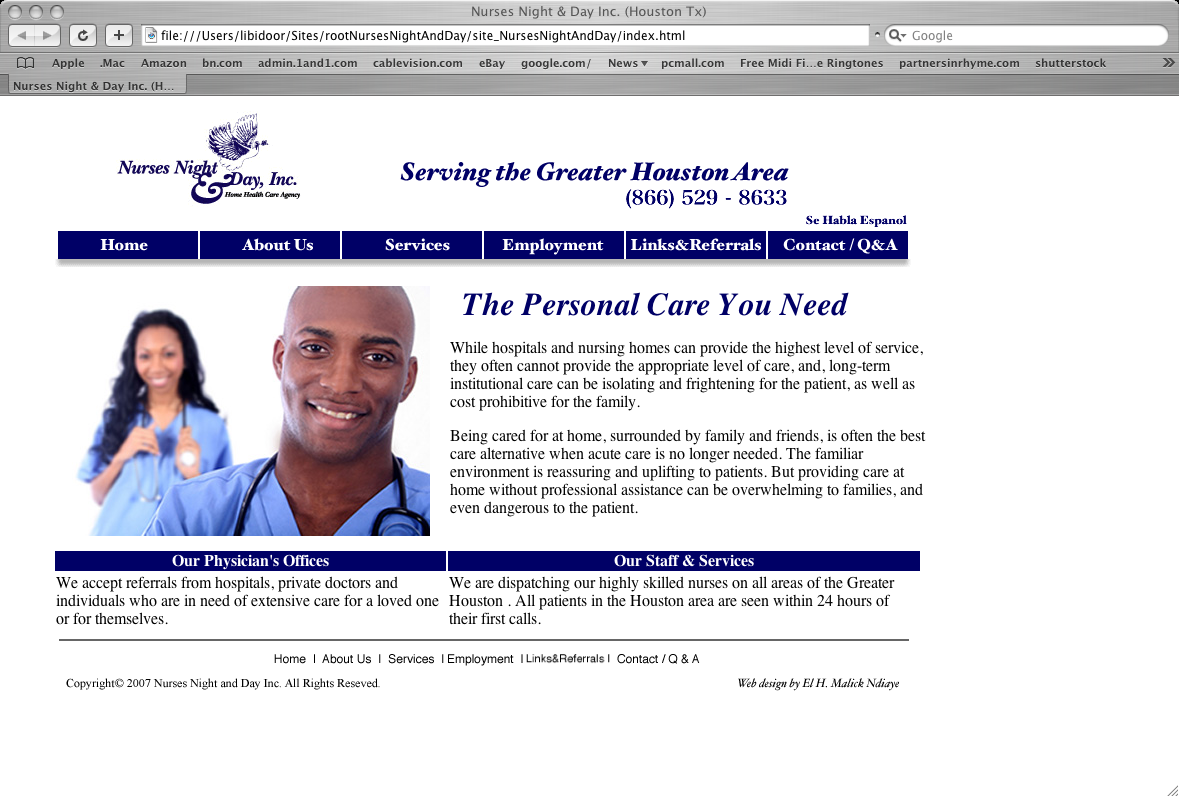 Nurses Night & Day Inc. (Houston Tx)
file:///Users/libidoor/Sites/rootNursesNightAndDay/site_NursesNightAndDay/index.html
Google
Apple .Mac Amazon bn.com admin.1and1.com cablevision.com eBay google.com/ News pcmall.com Free Midi Fi...e Ringtones partnersinrhyme.com shutterstock
Nurses Night & Day Inc. (H...
Nurses Night
& Day, Inc.
Home Health Care Agency
Serving the Greater Houston Area
(866) 529 - 8633
Se Habla Espanol
Home About Us Services Employment Links&Referrals Contact / Q&A
The Personal Care You Need
While hospitals and nursing homes can provide the highest level of service,
they often cannot provide the appropriate level of care, and, long-term
institutional care can be isolating and frightening for the patient, as well as
cost prohibitive for the family.
Being cared for at home, surrounded by family and friends, is often the best
care alternative when acute care is no longer needed. The familiar
environment is reassuring and uplifting to patients. But providing care at
home without professional assistance can be overwhelming to families, and
even dangerous to the patient.
Our Physician's Offices
We accept referrals from hospitals, private doctors and
individuals who are in need of extensive care for a loved one
or for themselves.
Our Staff & Services
We are dispatching our highly skilled nurses on all areas of the Greater
Houston . All patients in the Houston area are seen within 24 hours of
their first calls.
Home | About Us | Services | Employment | Links&Referrals | Contact / Q & A
Copyright© 2007 Nurses Night and Day Inc. All Rights Reseved.
Web design by El H. Malick Ndiaye